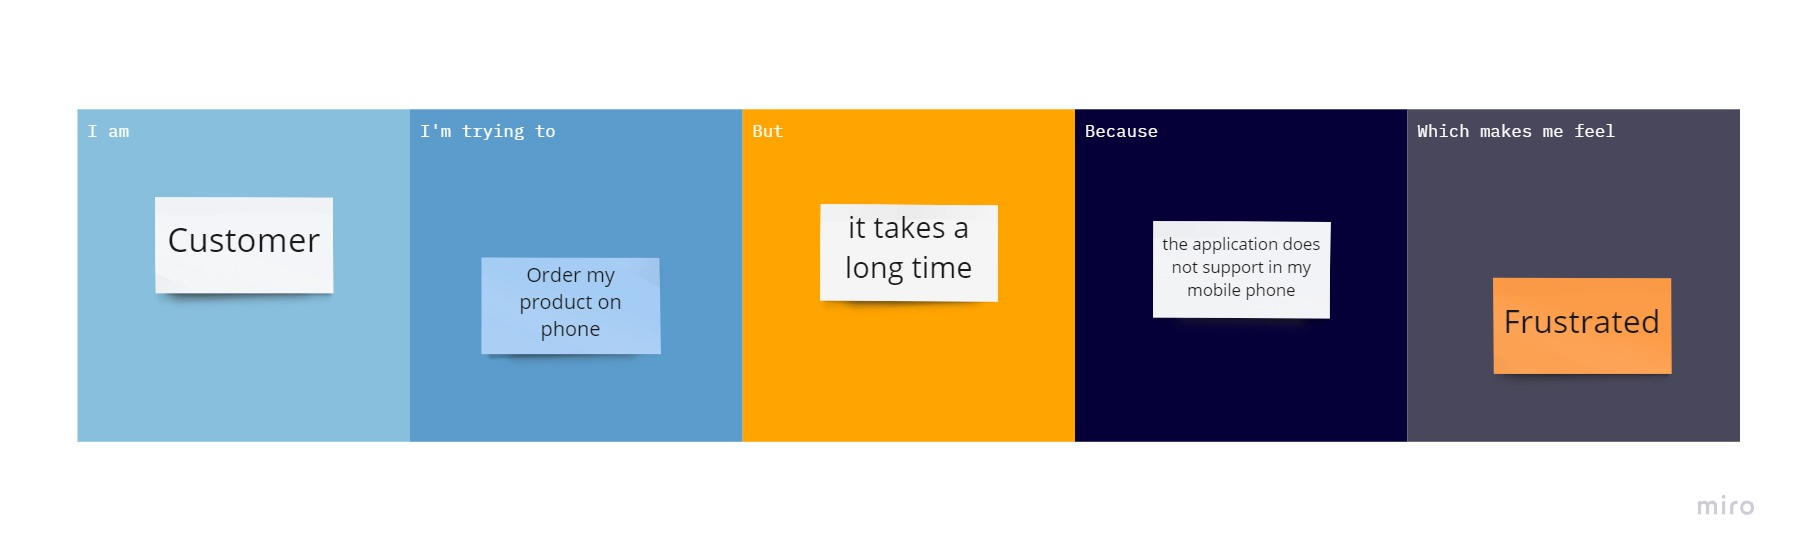 I am
Customer
I'm trying to
Order my
product on
phone
But
it takes a
long time
Because
the application does
not support in my
mobile phone
Which makes me feel
Frustrated
miro